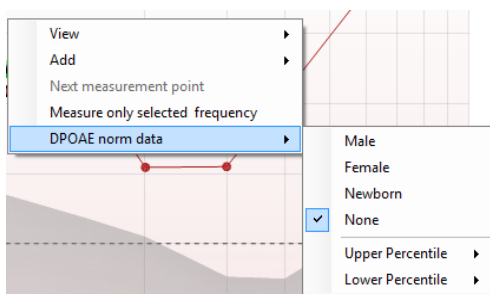 View
Add
Next measurement point
Measure only selected frequency
DPOAE norm data
Male
Female
Newborn
None
Upper Percentile
Lower Percentile